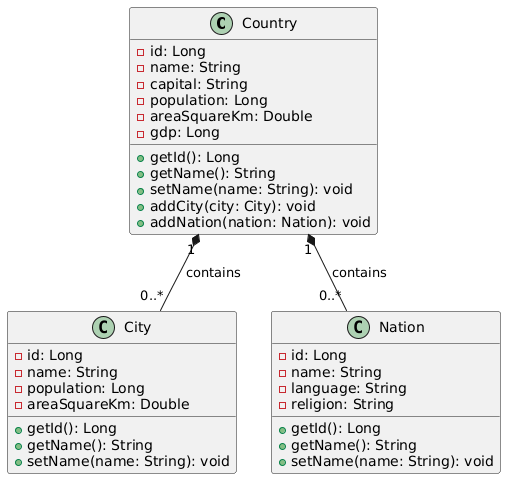 C Country
id: Long
name: String
capital: String
population: Long
areaSquareKm: Double
gdp: Long
getId(): Long
getName(): String
setName(name: String): void
addCity(city: City): void
addNation(nation: Nation): void
1 1
contains contains
0..* 0..*
C City
id: Long
name: String
population: Long
areaSquareKm: Double
getId(): Long
getName(): String
setName(name: String): void
C Nation
id: Long
name: String
language: String
religion: String
getId(): Long
getName(): String
setName(name: String): void